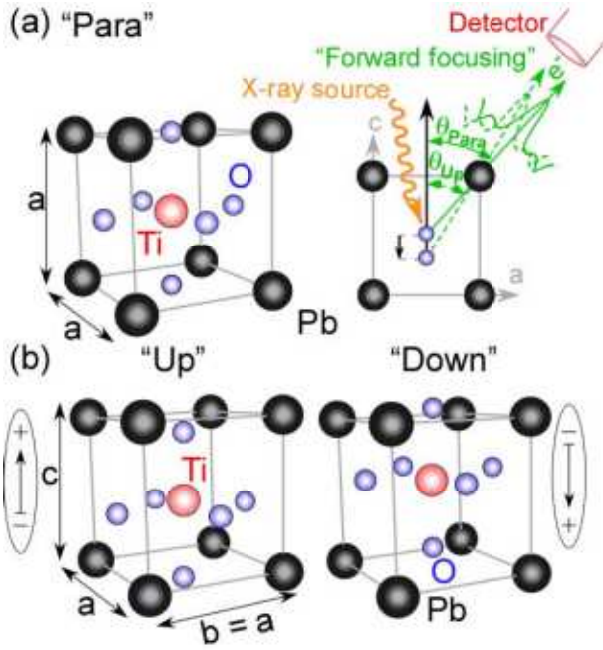 (a) "Para"
Detector
"Forward focusing"
X-ray source
e⁻
c
θPara
θUp
a
O
Ti
a
a
Pb
(b) "Up"
"Down"
+
−
c
Ti
a
b = a
−
+
O
Pb